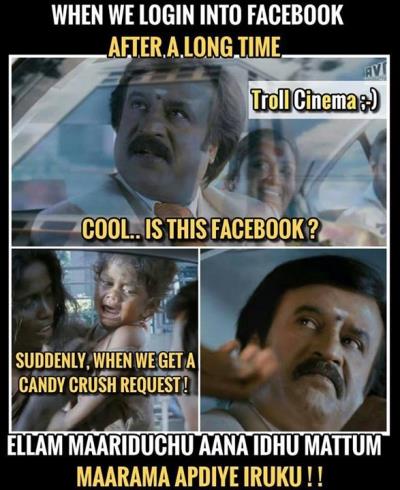 WHEN WE LOGIN INTO FACEBOOK
AFTER A LONG TIME
AVM
Troll Cinema ;-)
COOL.. IS THIS FACEBOOK ?
SUDDENLY, WHEN WE GET A
CANDY CRUSH REQUEST !
ELLAM MAARIDUCHU AANA IDHU MATTUM
MAARAMA APDIYE IRUKU ! !